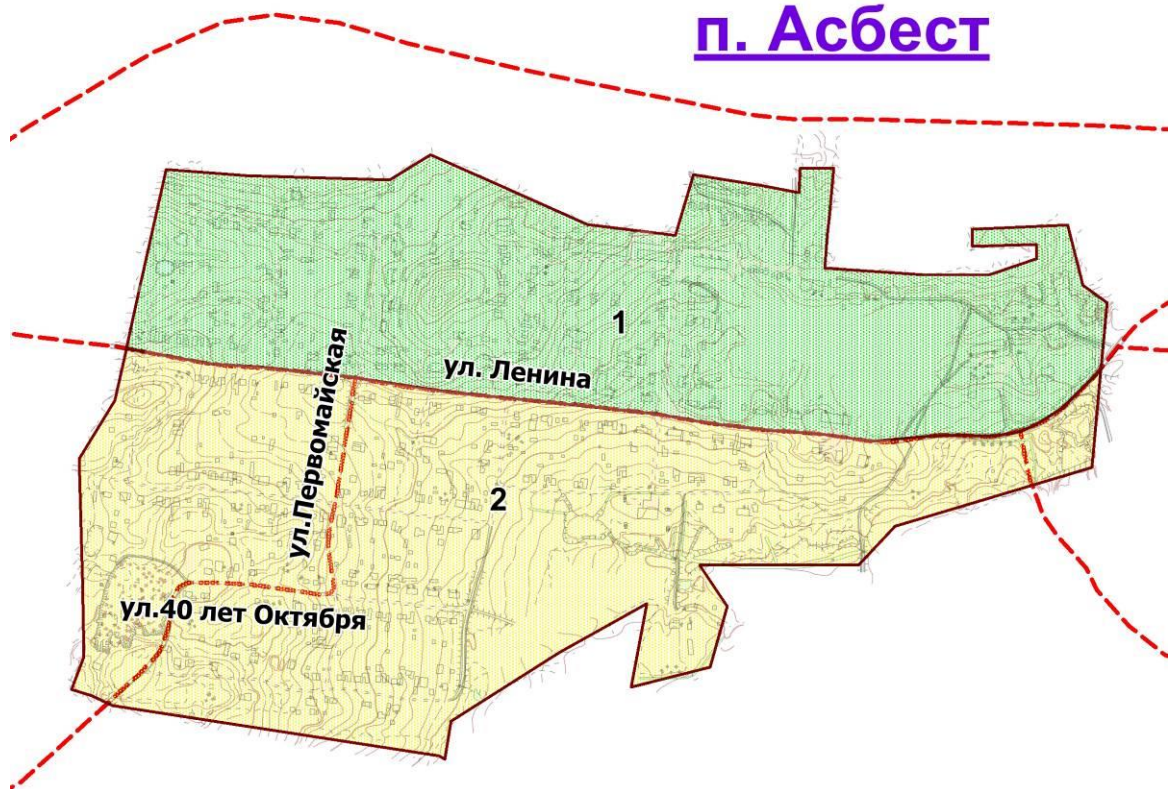 п. Асбест
1
ул. Ленина
ул.Первомайская
2
ул.40 лет Октября